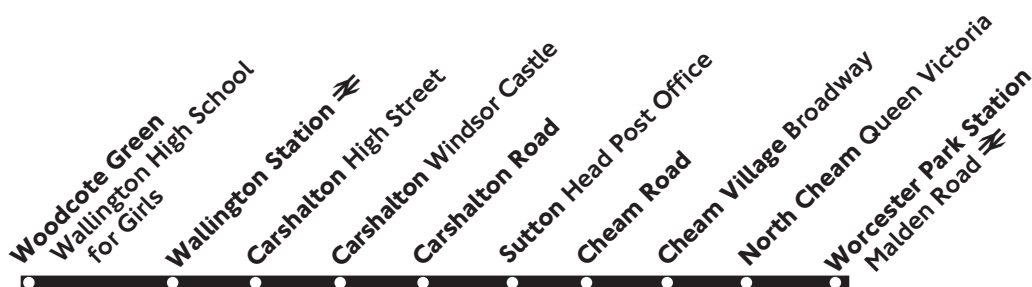 Woodcote Green
Wallington High School
for Girls
Wallington Station
Carshalton High Street
Carshalton Windsor Castle
Carshalton Road
Sutton Head Post Office
Cheam Road
Cheam Village Broadway
North Cheam Queen Victoria
Worcester Park Station
Malden Road